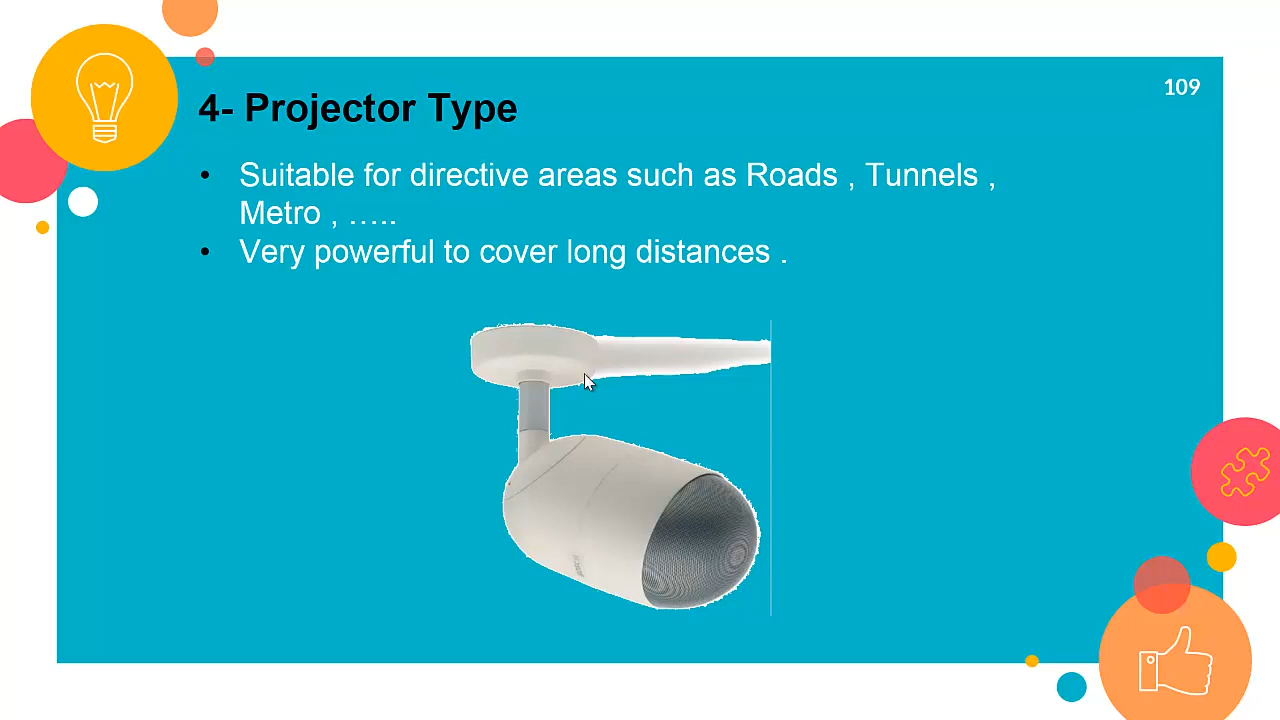 109
4- Projector Type
• Suitable for directive areas such as Roads , Tunnels ,
Metro , …..
• Very powerful to cover long distances .